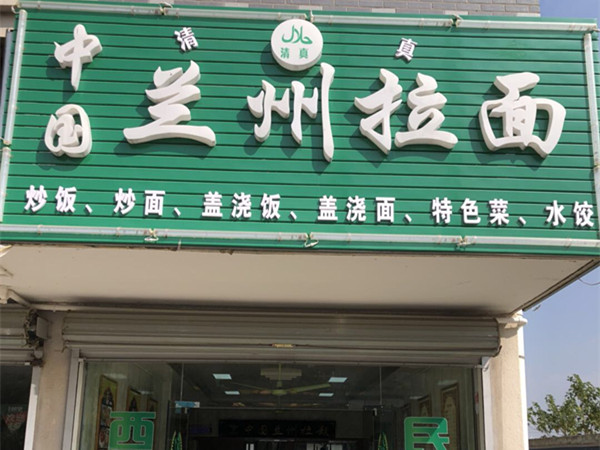 清真
清真
中国
兰州拉面
炒饭、炒面、盖浇饭、盖浇面、特色菜、水饺
西 民